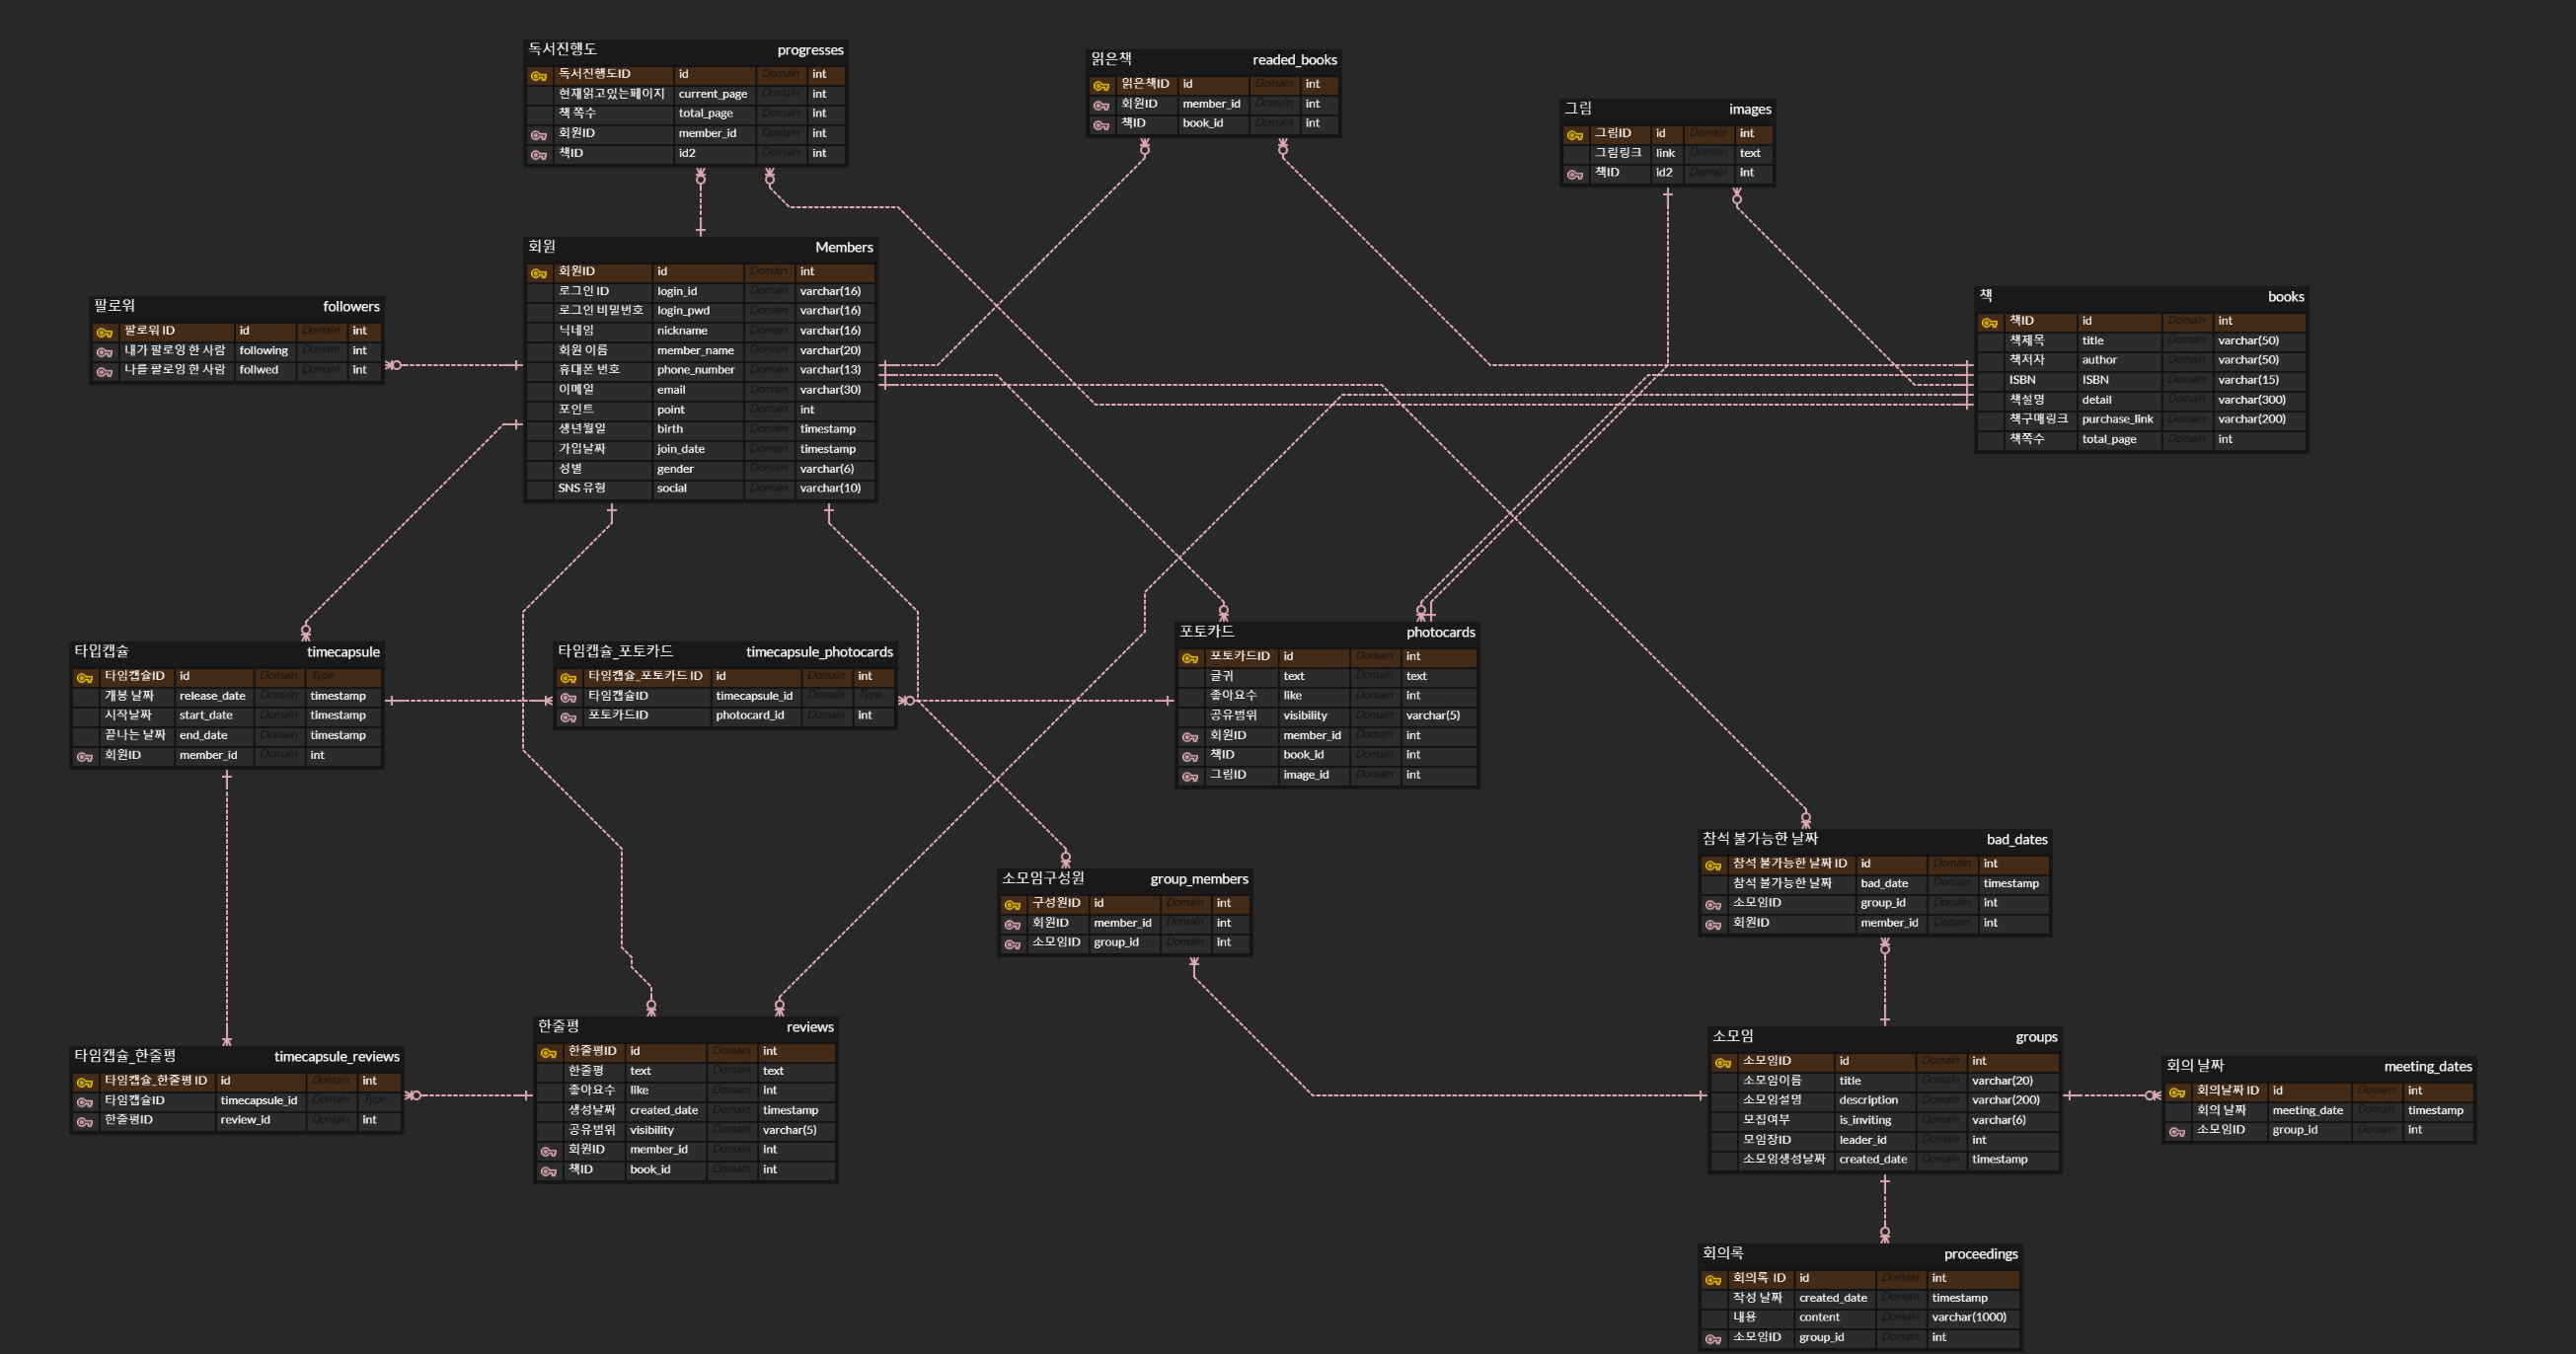 독서진행도 progresses
독서진행도ID id Domain int
현재읽고있는페이지 current_page Domain int
책 쪽수 total_page Domain int
회원ID member_id Domain int
책ID id2 Domain int
읽은책 readed_books
읽은책ID id Domain int
회원ID member_id Domain int
책ID book_id Domain int
그림 images
그림ID id Domain int
그림링크 link Domain text
책ID id2 Domain int
회원 Members
회원ID id Domain int
로그인 ID login_id Domain varchar(16)
로그인 비밀번호 login_pwd Domain varchar(16)
닉네임 nickname Domain varchar(16)
회원 이름 member_name Domain varchar(20)
휴대폰 번호 phone_number Domain varchar(13)
이메일 email Domain varchar(30)
포인트 point Domain int
생년월일 birth Domain timestamp
가입날짜 join_date Domain timestamp
성별 gender Domain varchar(6)
SNS 유형 social Domain varchar(10)
팔로워 followers
팔로워 ID id Domain int
내가 팔로잉 한 사람 following Domain int
나를 팔로잉 한 사람 follwed Domain int
책 books
책ID id Domain int
책제목 title Domain varchar(50)
책저자 author Domain varchar(50)
ISBN ISBN Domain varchar(15)
책설명 detail Domain varchar(300)
책구매링크 purchase_link Domain varchar(200)
책쪽수 total_page Domain int
타입캡슐 timecapsule
타임캡슐ID id Domain Type
개봉 날짜 release_date Domain timestamp
시작날짜 start_date Domain timestamp
끝나는 날짜 end_date Domain timestamp
회원ID member_id Domain int
타임캡슐_포토카드 timecapsule_photocards
타임캡슐_포토카드 ID id Domain int
타임캡슐ID timecapsule_id Domain Type
포토카드ID photocard_id Domain int
포토카드 photocards
포토카드ID id Domain int
글귀 text Domain text
좋아요수 like Domain int
공유범위 visibility Domain varchar(5)
회원ID member_id Domain int
책ID book_id Domain int
그림ID image_id Domain int
참석 불가능한 날짜 bad_dates
참석 불가능한 날짜 ID id Domain int
참석 불가능한 날짜 bad_date Domain timestamp
소모임ID group_id Domain int
회원ID member_id Domain int
소모임구성원 group_members
구성원ID id Domain int
회원ID member_id Domain int
소모임ID group_id Domain int
타임캡슐_한줄평 timecapsule_reviews
타임캡슐_한줄평 ID id Domain int
타임캡슐ID timecapsule_id Domain Type
한줄평ID review_id Domain int
한줄평 reviews
한줄평ID id Domain int
한줄평 text Domain text
좋아요수 like Domain int
생성날짜 created_date Domain timestamp
공유범위 visibility Domain varchar(5)
회원ID member_id Domain int
책ID book_id Domain int
소모임 groups
소모임ID id Domain int
소모임이름 title Domain varchar(20)
소모임설명 description Domain varchar(200)
모집여부 is_inviting Domain varchar(6)
모임장ID leader_id Domain int
소모임생성날짜 created_date Domain timestamp
회의 날짜 meeting_dates
회의날짜 ID id Domain int
회의 날짜 meeting_date Domain timestamp
소모임ID group_id Domain int
회의록 proceedings
회의록 ID id Domain int
작성 날짜 created_date Domain timestamp
내용 content Domain varchar(1000)
소모임ID group_id Domain int